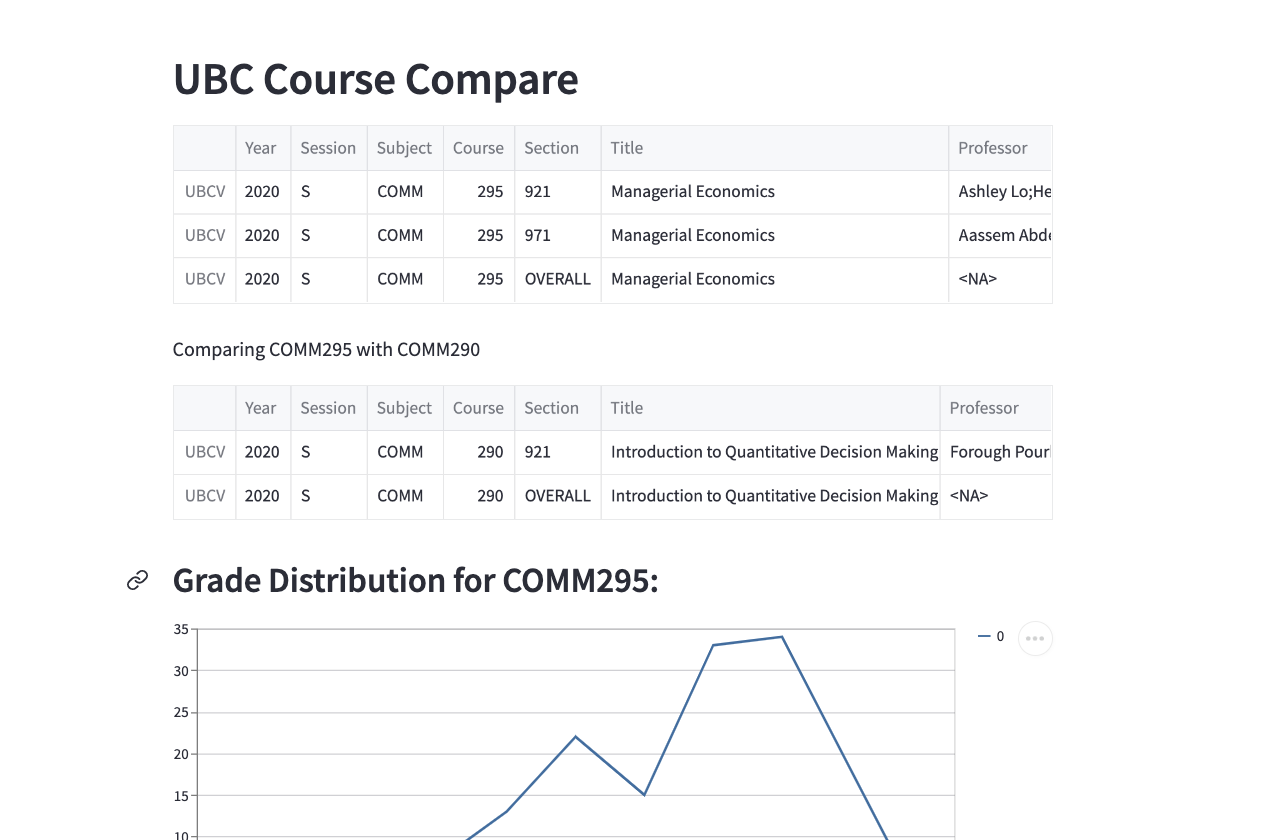 UBC Course Compare
Year Session Subject Course Section Title Professor
UBCV 2020 S COMM 295 921 Managerial Economics Ashley Lo;He
UBCV 2020 S COMM 295 971 Managerial Economics Aassem Abd
UBCV 2020 S COMM 295 OVERALL Managerial Economics <NA>
Comparing COMM295 with COMM290
Year Session Subject Course Section Title Professor
UBCV 2020 S COMM 290 921 Introduction to Quantitative Decision Making Forough Pour
UBCV 2020 S COMM 290 OVERALL Introduction to Quantitative Decision Making <NA>
Grade Distribution for COMM295:
35
0
30
25
20
15
10